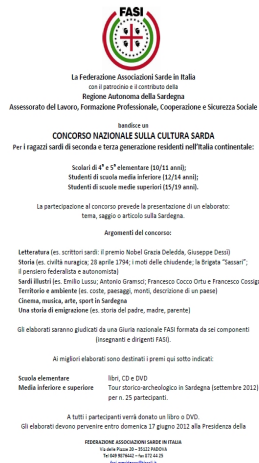 FASI
La Federazione Associazioni Sarde in Italia
con il patrocinio e il contributo della
Regione Autonoma della Sardegna
Assessorato del Lavoro, Formazione Professionale, Cooperazione e Sicurezza Sociale
bandisce un
CONCORSO NAZIONALE SULLA CULTURA SARDA
Per i ragazzi sardi di seconda e terza generazione residenti nell'Italia continentale:
Scolari di 4° e 5° elementare (10/11 anni);
Studenti di scuola media inferiore (12/14 anni);
Studenti di scuole medie superiori (15/19 anni).
La partecipazione al concorso prevede la presentazione di un elaborato:
tema, saggio o articolo sulla Sardegna.
Argomenti del concorso:
Letteratura (es. scrittori sardi: il premio Nobel Grazia Deledda, Giuseppe Dessì)
Storia (es. civiltà nuragica; 28 aprile 1794; i moti delle chiudende; la Brigata "Sassari";
il pensiero federalista e autonomista)
Sardi illustri (es. Emilio Lussu; Antonio Gramsci; Francesco Cocco Ortu e Francesco Cossiga
Territorio e ambiente (es. coste, paesaggi, monti, descrizione di un paese)
Cinema, musica, arte, sport in Sardegna
Una storia di emigrazione (es. storia del padre, madre, parente)
Gli elaborati saranno giudicati da una Giuria nazionale FASI formata da sei componenti
(insegnanti e dirigenti FASI).
Ai migliori elaborati sono destinati i premi qui sotto indicati:
Scuola elementare libri, CD e DVD
Media inferiore e superiore Tour storico-archeologico in Sardegna (settembre 2012)
per n. 25 partecipanti.
A tutti i partecipanti verrà donato un libro o DVD.
Gli elaborati devono pervenire entro domenica 17 giugno 2012 alla Presidenza della
FEDERAZIONE ASSOCIAZIONI SARDE IN ITALIA
Via delle Piazze 20 – 35122 PADOVA